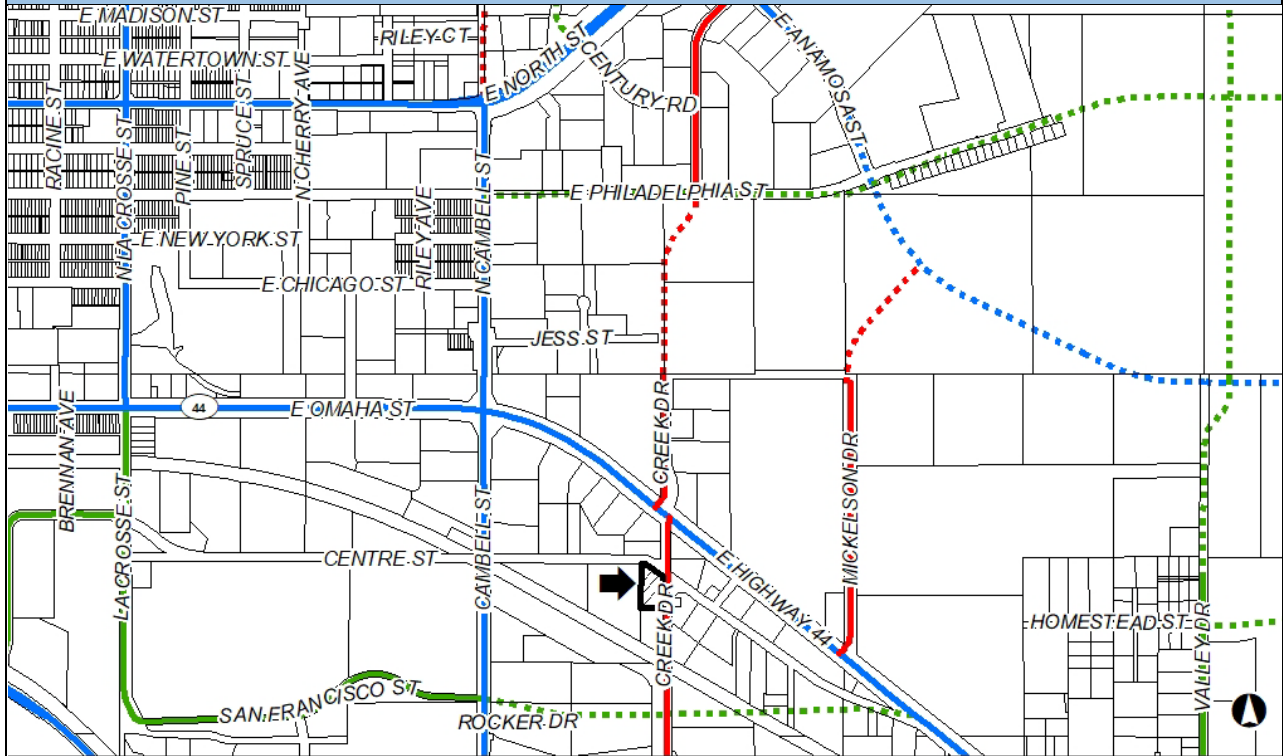 E MADISON ST
RILEY CT
E WATERTOWN ST
E NORTH ST
CENTURY RD
E ANAMOSA ST
RACINE ST
N LA CROSSE ST
PINE ST
SPRUCE ST
N CHERRY AVE
E PHILADELPHIA ST
RILEY AVE
N CAMBELL ST
E NEW YORK ST
E CHICAGO ST
JESS ST
44
E OMAHA ST
BRENNAN AVE
CREEK DR
MICKELSON DR
LA CROSSE ST
CENTRE ST
CAMBELL ST
E HIGHWAY 44
CREEK DR
HOMESTEAD ST
VALLEY DR
SAN FRANCISCO ST
ROCKER DR